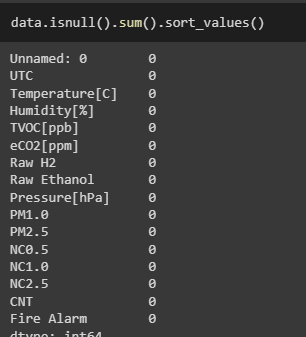 data.isnull().sum().sort_values()
Unnamed: 0 0
UTC 0
Temperature[C] 0
Humidity[%] 0
TVOC[ppb] 0
eCO2[ppm] 0
Raw H2 0
Raw Ethanol 0
Pressure[hPa] 0
PM1.0 0
PM2.5 0
NC0.5 0
NC1.0 0
NC2.5 0
CNT 0
Fire Alarm 0
dtype: int64